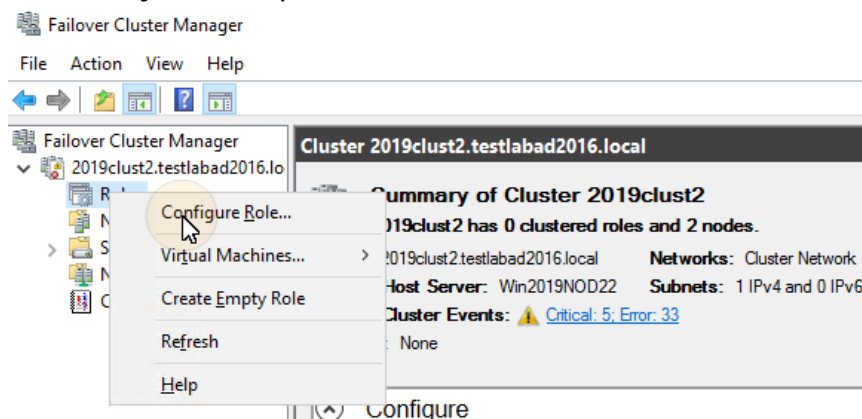 Failover Cluster Manager
File Action View Help
Failover Cluster Manager
2019clust2.testlabad2016.lo
Configure Role...
Virtual Machines...
Create Empty Role
Refresh
Help
Cluster 2019clust2.testlabad2016.local
Summary of Cluster 2019clust2
2019clust2 has 0 clustered roles and 2 nodes.
2019clust2.testlabad2016.local Networks: Cluster Network
Host Server: Win2019NOD22 Subnets: 1 IPv4 and 0 IPv6
Cluster Events: Critical: 5; Error: 33
: None
Configure